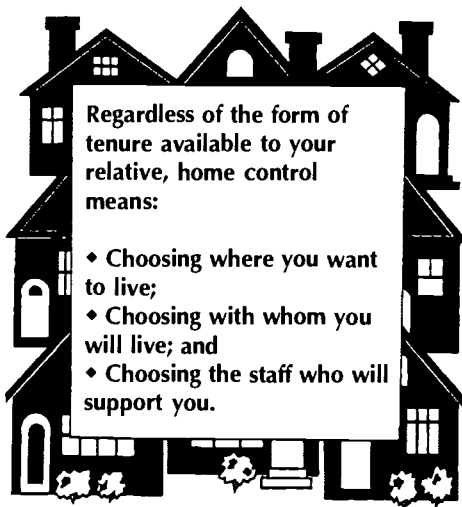 Regardless of the form of
tenure available to your
relative, home control
means:
◆ Choosing where you want
to live;
◆ Choosing with whom you
will live; and
◆ Choosing the staff who will
support you.